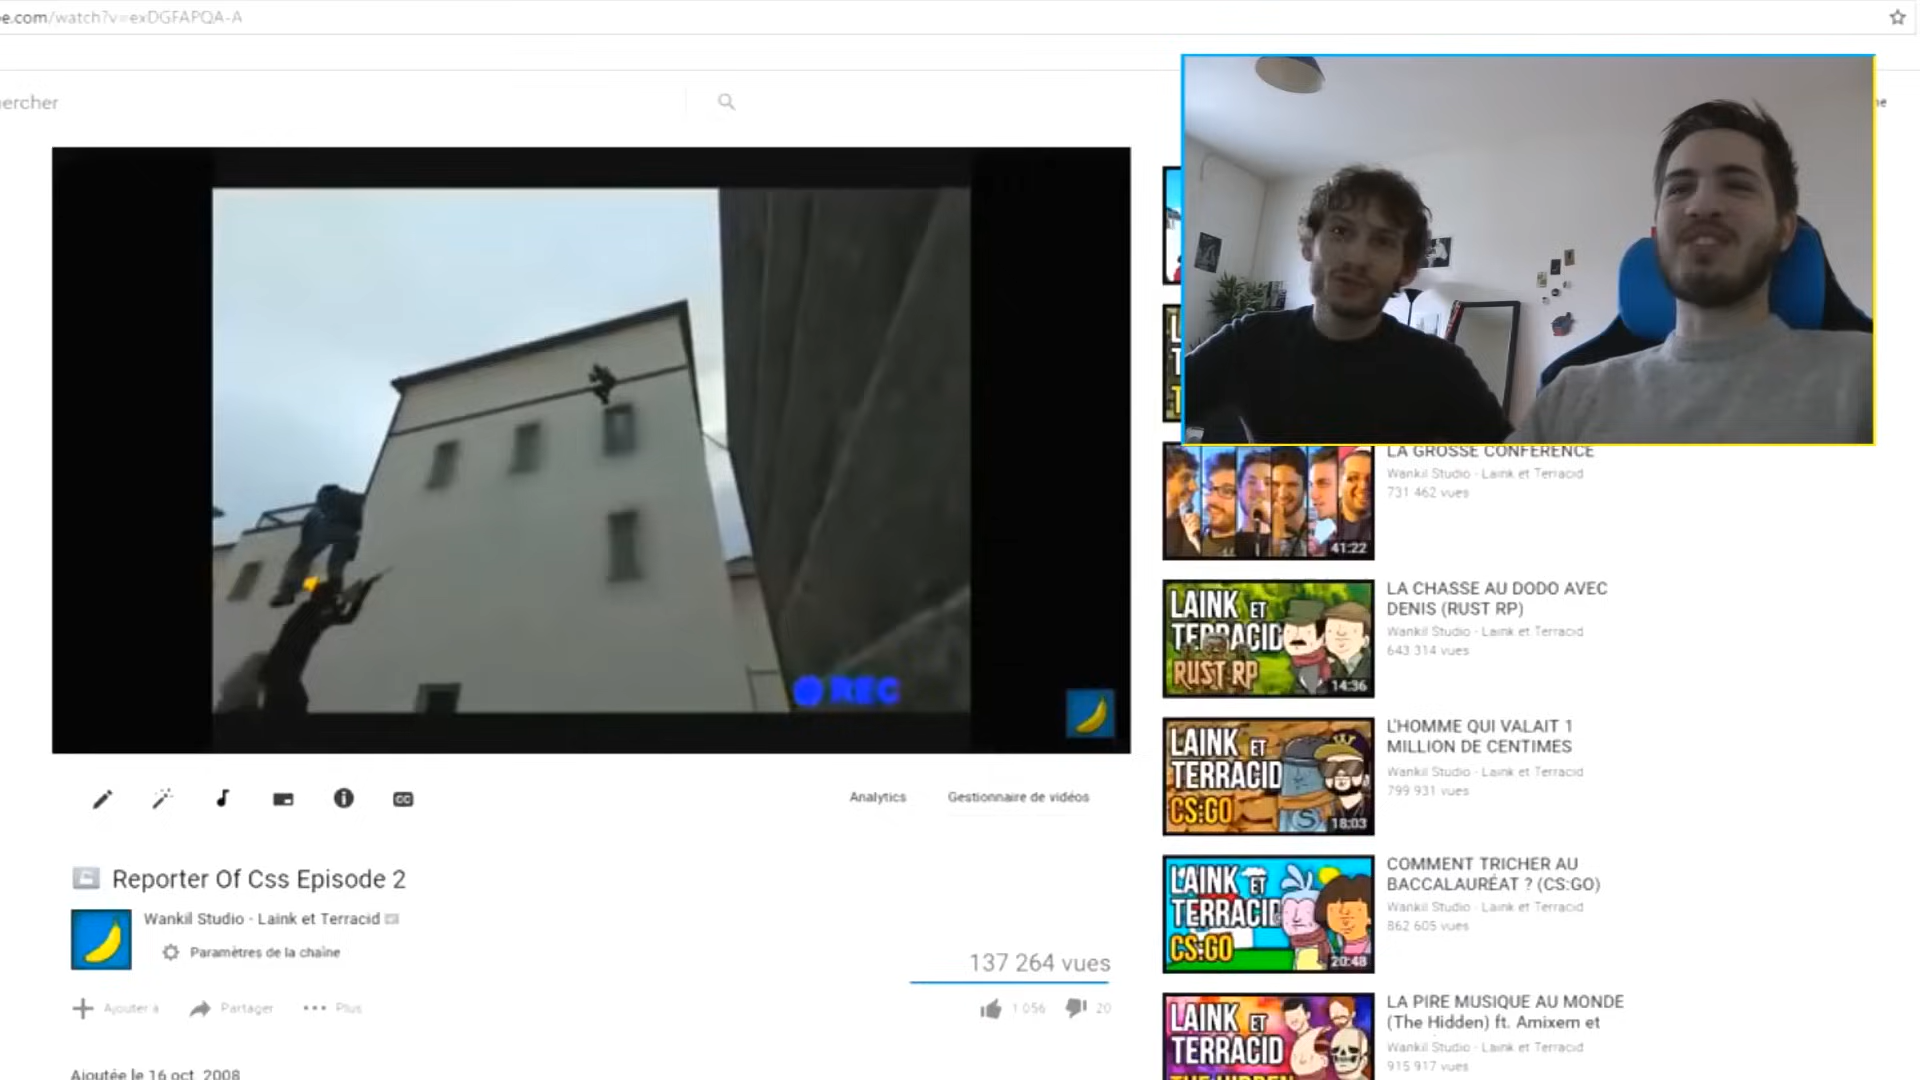 e.com/watch?v=exDGFAPQA-A
ercher
REC
Analytics
Gestionnaire de vidéos
Reporter Of Css Episode 2
Wankil Studio - Laink et Terracid
Paramètres de la chaîne
137 264 vues
Ajouter à
Partager
Plus
1 056
20
Ajoutée le 16 oct. 2008
LA GROSSE CONFÉRENCE
Wankil Studio - Laink et Terracid
731 462 vues
41:22
LAINK ET
TERRACID
RUST RP
14:36
LA CHASSE AU DODO AVEC
DENIS (RUST RP)
Wankil Studio - Laink et Terracid
643 314 vues
LAINK ET
TERRACID
CS:GO
18:03
L'HOMME QUI VALAIT 1
MILLION DE CENTIMES
Wankil Studio - Laink et Terracid
799 931 vues
LAINK ET
TERRACID
CS:GO
20:48
COMMENT TRICHER AU
BACCALAURÉAT ? (CS:GO)
Wankil Studio - Laink et Terracid
862 605 vues
LAINK ET
TERRACID
THE HIDDEN
LA PIRE MUSIQUE AU MONDE
(The Hidden) ft. Amixem et
Wankil Studio - Laink et Terracid
915 917 vues